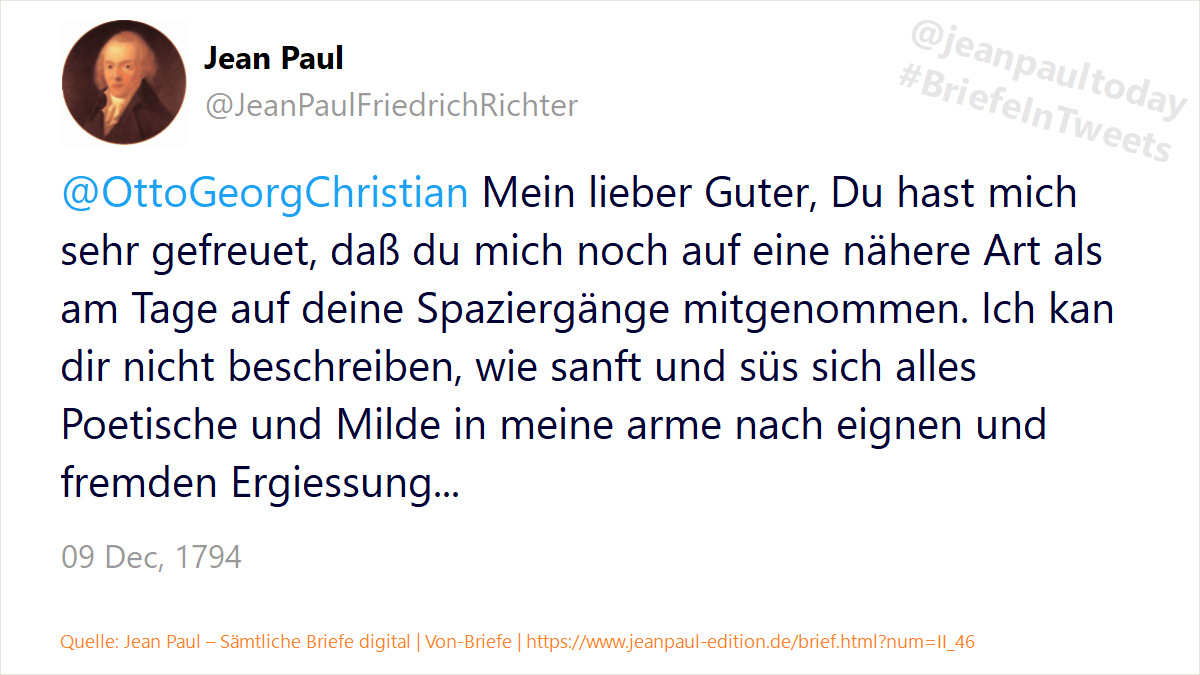 Jean Paul
@JeanPaulFriedrichRichter
@jeanpaultoday
#BriefeInTweets
@OttoGeorgChristian Mein lieber Guter, Du hast mich
sehr gefreuet, daß du mich noch auf eine nähere Art als
am Tage auf deine Spaziergänge mitgenommen. Ich kan
dir nicht beschreiben, wie sanft und süs sich alles
Poetische und Milde in meine arme nach eignen und
fremden Ergiessung...
09 Dec, 1794
Quelle: Jean Paul – Sämtliche Briefe digital | Von-Briefe | https://www.jeanpaul-edition.de/brief.html?num=II_46